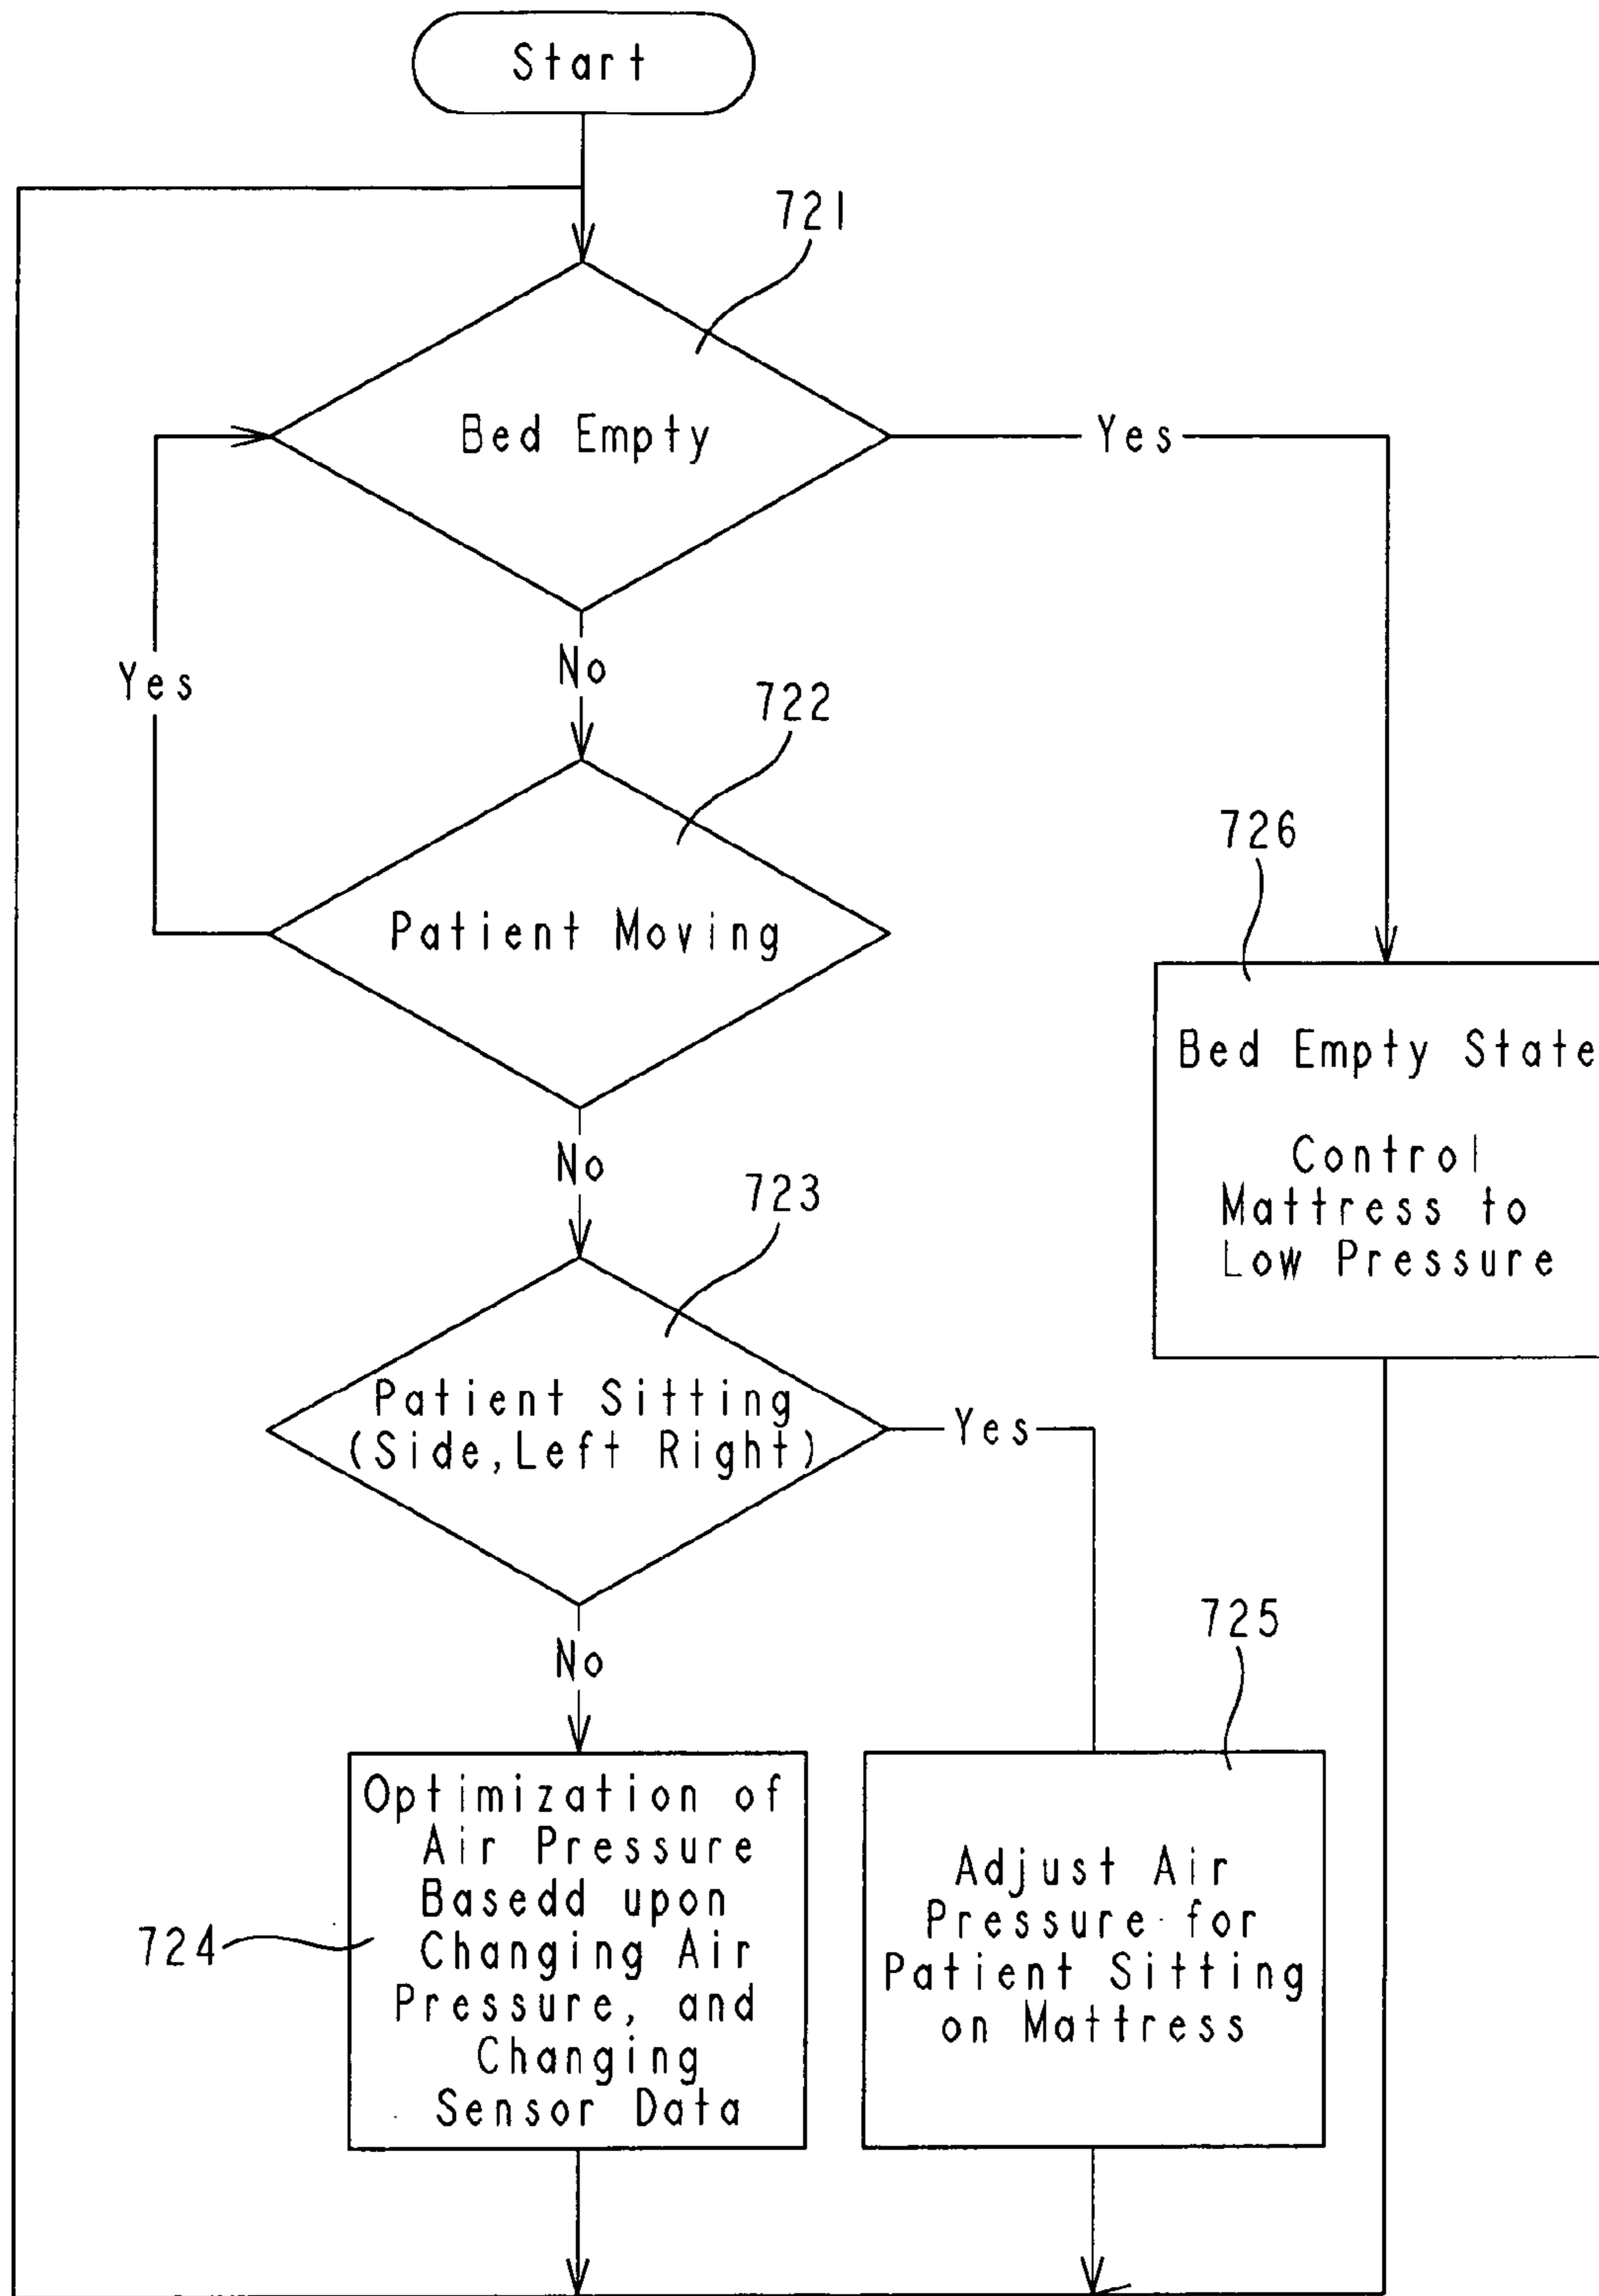 Start
721
Bed Empty
Yes
No
Yes
722
Patient Moving
726
Bed Empty State
Control
Mattress to
Low Pressure
No
723
Patient Sitting
(Side,Left Right)
Yes
No
725
724
Optimization of
Air Pressure
Basedd upon
Changing Air
Pressure, and
Changing
Sensor Data
Adjust Air
Pressure for
Patient Sitting
on Mattress